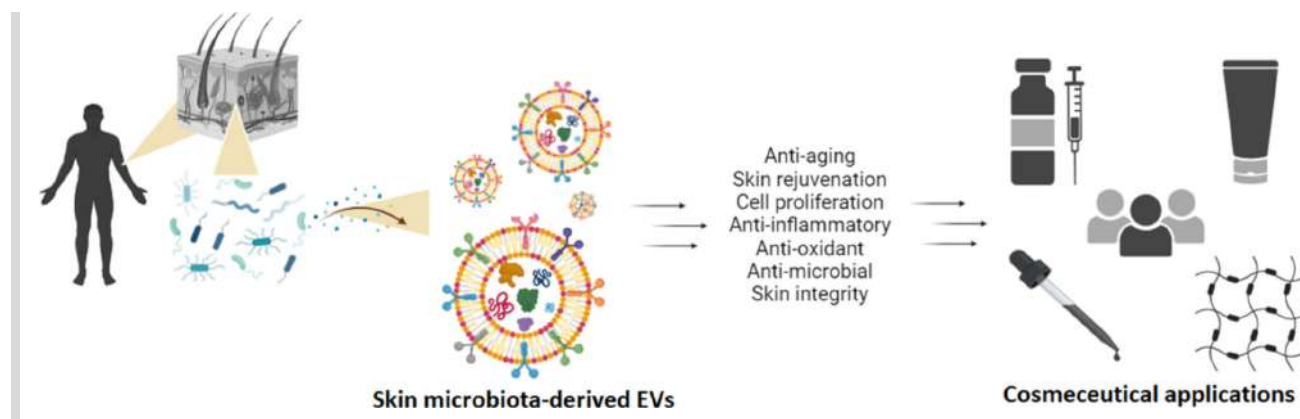 Anti-aging
Skin rejuvenation
Cell proliferation
Anti-inflammatory
Anti-oxidant
Anti-microbial
Skin integrity
Skin microbiota-derived EVs
Cosmeceutical applications